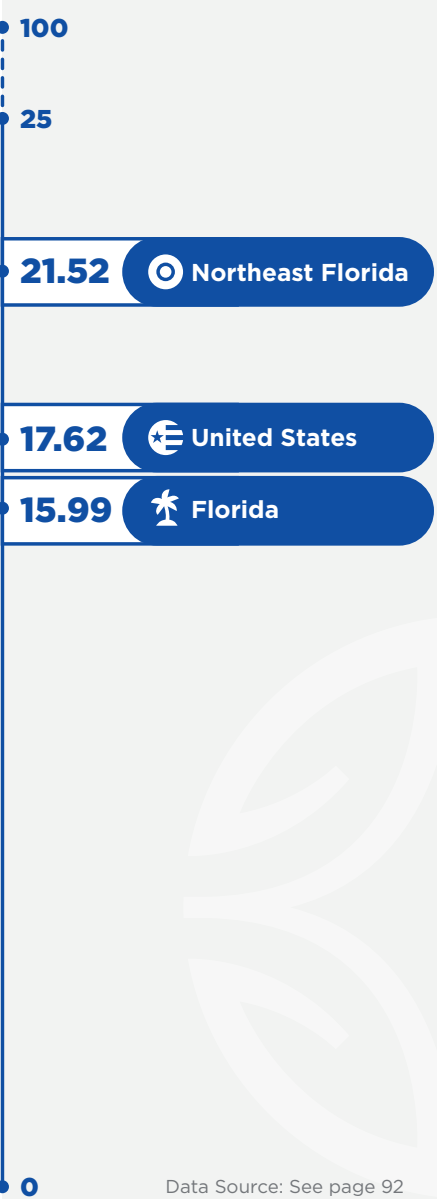 100
25
21.52 Northeast Florida
17.62 United States
15.99 Florida
0 Data Source: See page 92